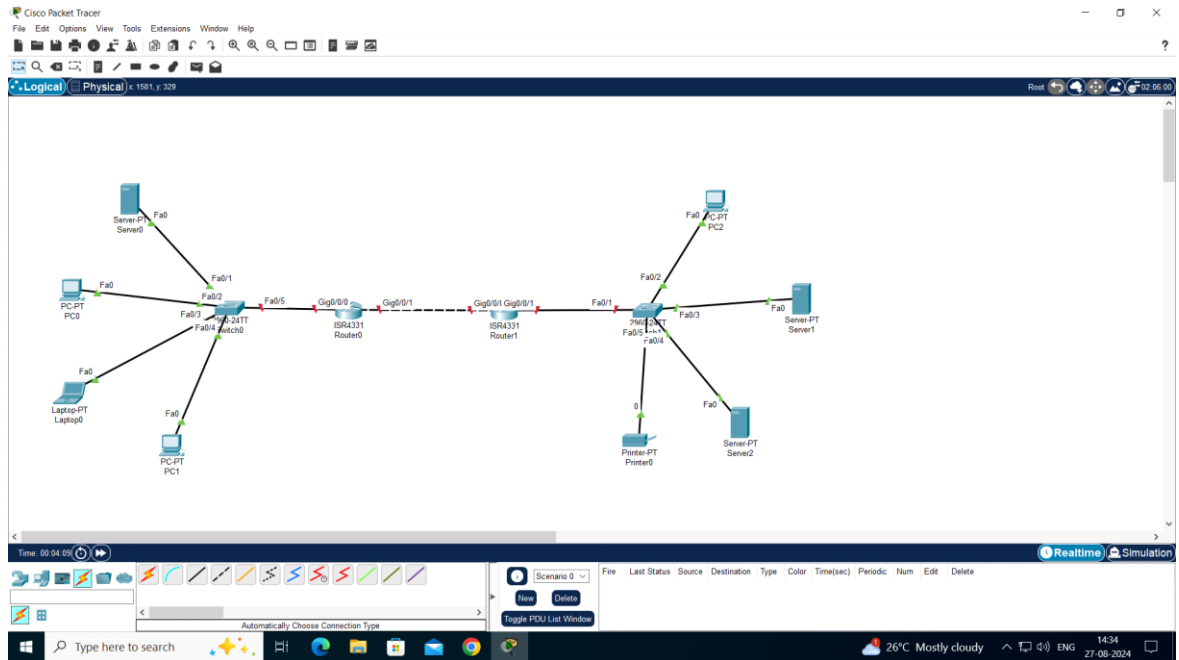 Cisco Packet Tracer
File Edit Options View Tools Extensions Window Help
?
Logical Physical x: 1581, y: 329
Root 02:06:00
Server-PT
Server0
Fa0
Fa0/1
PC-PT
PC0
Fa0
Fa0/2
Fa0/3
Fa0/4
Fa0/5
Laptop-PT
Laptop0
Fa0
PC-PT
PC1
Fa0
Gig0/0/0
Gig0/0/1
ISR4331
Router0
Gig0/0/1
ISR4331
Router1
Fa0/1
Fa0/2
Fa0/3
Fa0/5
Fa0/4
Fa0
PC-PT
PC2
Fa0
Server-PT
Server1
Fa0
Server-PT
Server2
0
Printer-PT
Printer0
Time: 00:04:09
Realtime Simulation
Scenario 0
New Delete
Toggle PDU List Window
Fire Last Status Source Destination Type Color Time(sec) Periodic Num Edit Delete
Automatically Choose Connection Type
Type here to search
26°C Mostly cloudy
ENG
14:34
27-08-2024